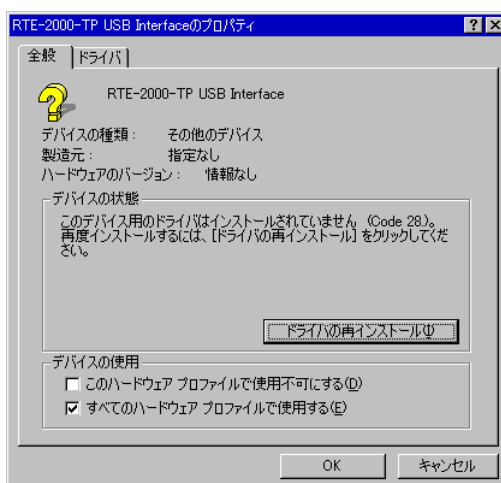 RTE-2000-TP USB Interfaceのプロパティ
全般
ドライバ
RTE-2000-TP USB Interface
デバイスの種類： その他のデバイス
製造元： 指定なし
ハードウェアのバージョン： 情報なし
デバイスの状態
このデバイス用のドライバはインストールされていません (Code 28.)。
再度インストールするには、[ドライバの再インストール] をクリックしてくだ
さい。
ドライバの再インストール(I)
デバイスの使用
このハードウェア プロファイルで使用不可にする(D)
すべてのハードウェア プロファイルで使用する(E)
OK
キャンセル